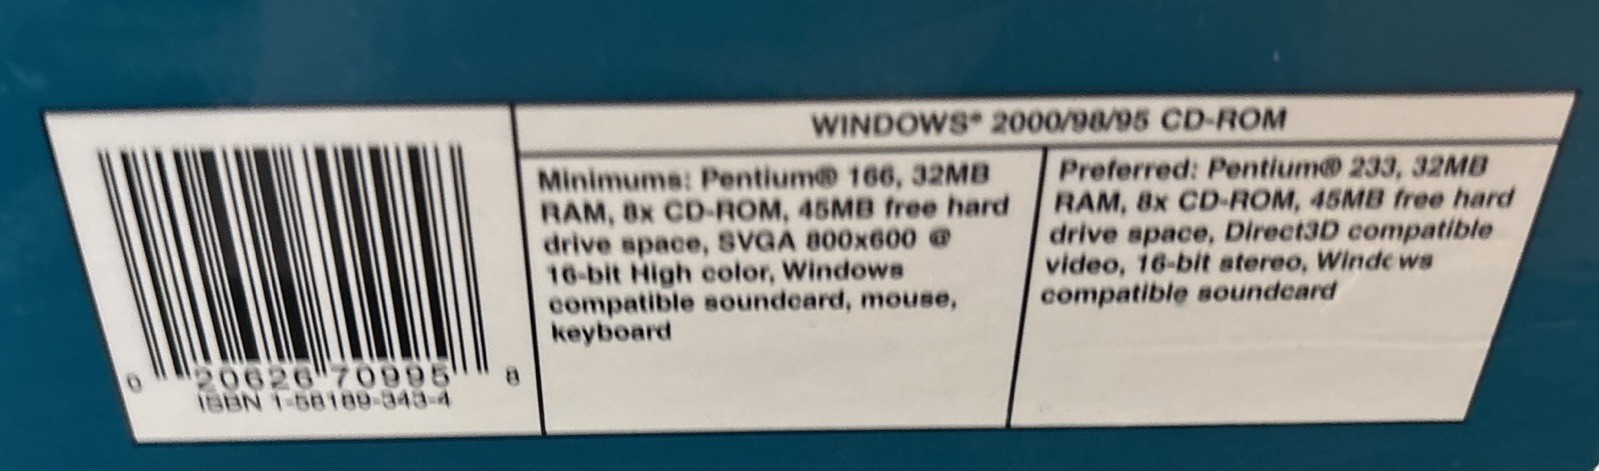 WINDOWS® 2000/98/95 CD-ROM
Minimums: Pentium® 166, 32MB
RAM, 8x CD-ROM, 45MB free hard
drive space, SVGA 800x600 @
16-bit High color, Windows
compatible soundcard, mouse,
keyboard
Preferred: Pentium® 233, 32MB
RAM, 8x CD-ROM, 45MB free hard
drive space, Direct3D compatible
video, 16-bit stereo, Windows
compatible soundcard
0 20626 70995 8
ISBN 1-58189-343-4